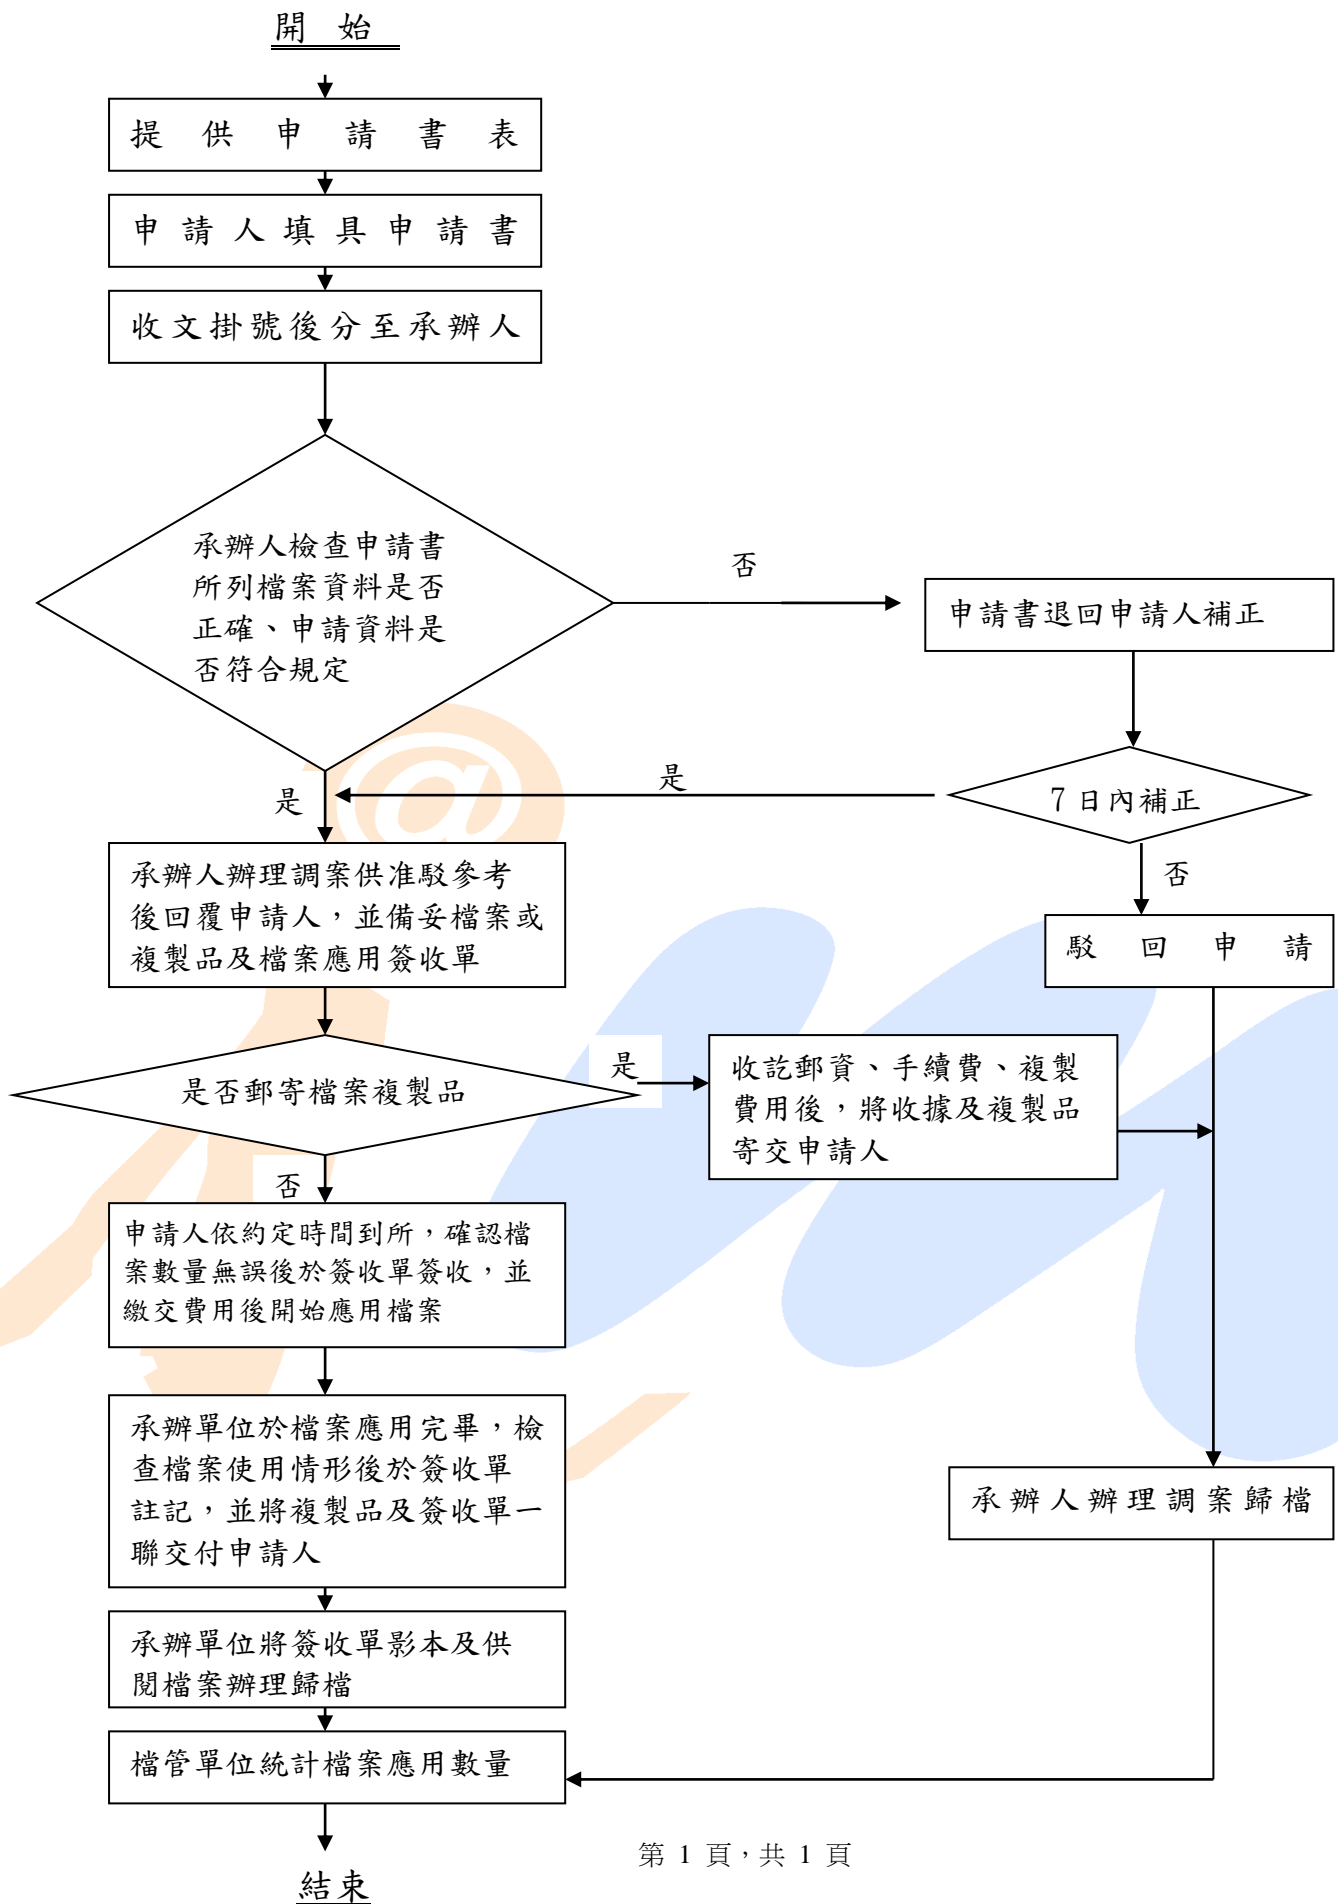 開始
提供申請書表
申請人填具申請書
收文掛號後分至承辦人
承辦人檢查申請書
所列檔案資料是否
正確、申請資料是
否符合規定
否
申請書退回申請人補正
7日內補正
是
是
否
駁回申請
承辦人辦理調案供准駁參考
後回覆申請人，並備妥檔案或
複製品及檔案應用簽收單
是否郵寄檔案複製品
是
收訖郵資、手續費、複製
費用後，將收據及複製品
寄交申請人
否
申請人依約定時間到所，確認檔
案數量無誤後於簽收單簽收，並
繳交費用後開始應用檔案
承辦單位於檔案應用完畢，檢
查檔案使用情形後於簽收單
註記，並將複製品及簽收單一
聯交付申請人
承辦人辦理調案歸檔
承辦單位將簽收單影本及供
閱檔案辦理歸檔
檔管單位統計檔案應用數量
結束
第 1 頁，共 1 頁
@